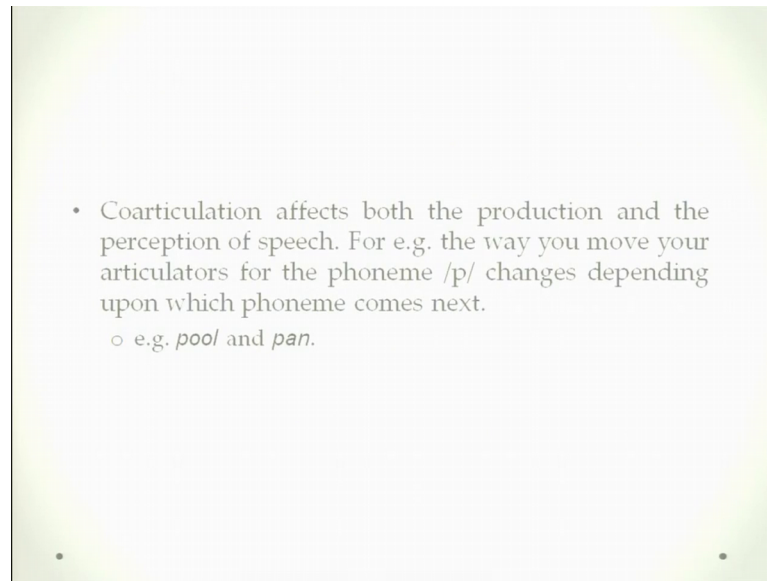 • Coarticulation affects both the production and the
perception of speech. For e.g. the way you move your
articulators for the phoneme /p/ changes depending
upon which phoneme comes next.
o e.g. pool and pan.